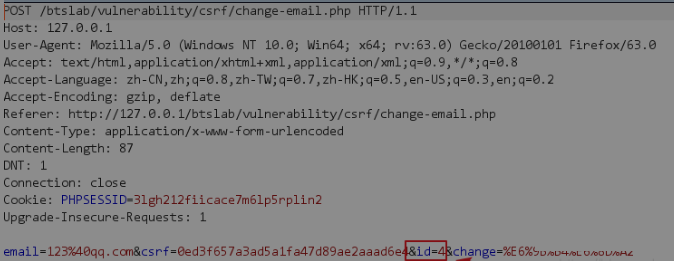 POST /btslab/vulnerability/csrf/change-email.php HTTP/1.1
Host: 127.0.0.1
User-Agent: Mozilla/5.0 (Windows NT 10.0; Win64; x64; rv:63.0) Gecko/20100101 Firefox/63.0
Accept: text/html,application/xhtml+xml,application/xml;q=0.9,*/*;q=0.8
Accept-Language: zh-CN,zh;q=0.8,zh-TW;q=0.7,zh-HK;q=0.5,en-US;q=0.3,en;q=0.2
Accept-Encoding: gzip, deflate
Referer: http://127.0.0.1/btslab/vulnerability/csrf/change-email.php
Content-Type: application/x-www-form-urlencoded
Content-Length: 87
DNT: 1
Connection: close
Cookie: PHPSESSID=3lgh212fiicace7m6lp5rplin2
Upgrade-Insecure-Requests: 1
email=123%40qq.com&csrf=0ed3f657a3ad5a1fa47d89ae2aaad6e4&id=4&change=